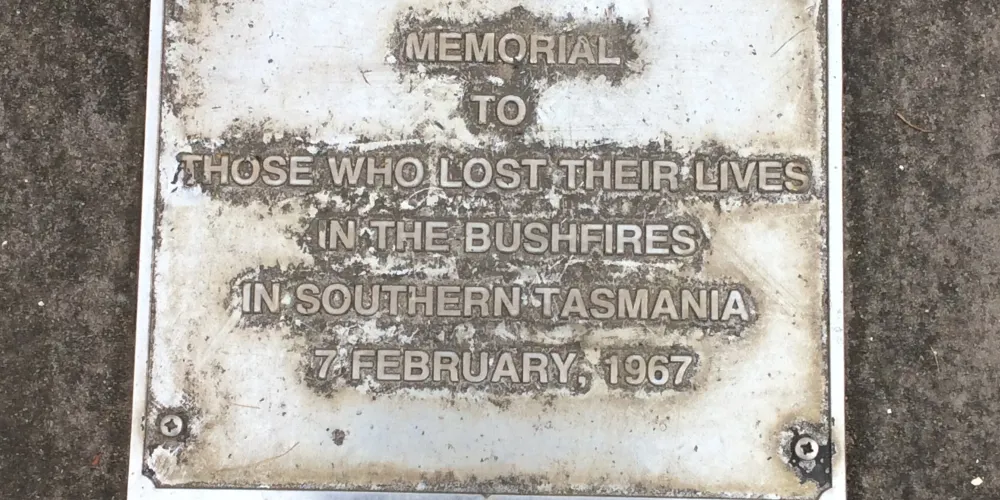 MEMORIAL
TO
THOSE WHO LOST THEIR LIVES
IN THE BUSHFIRES
IN SOUTHERN TASMANIA
7 FEBRUARY, 1967